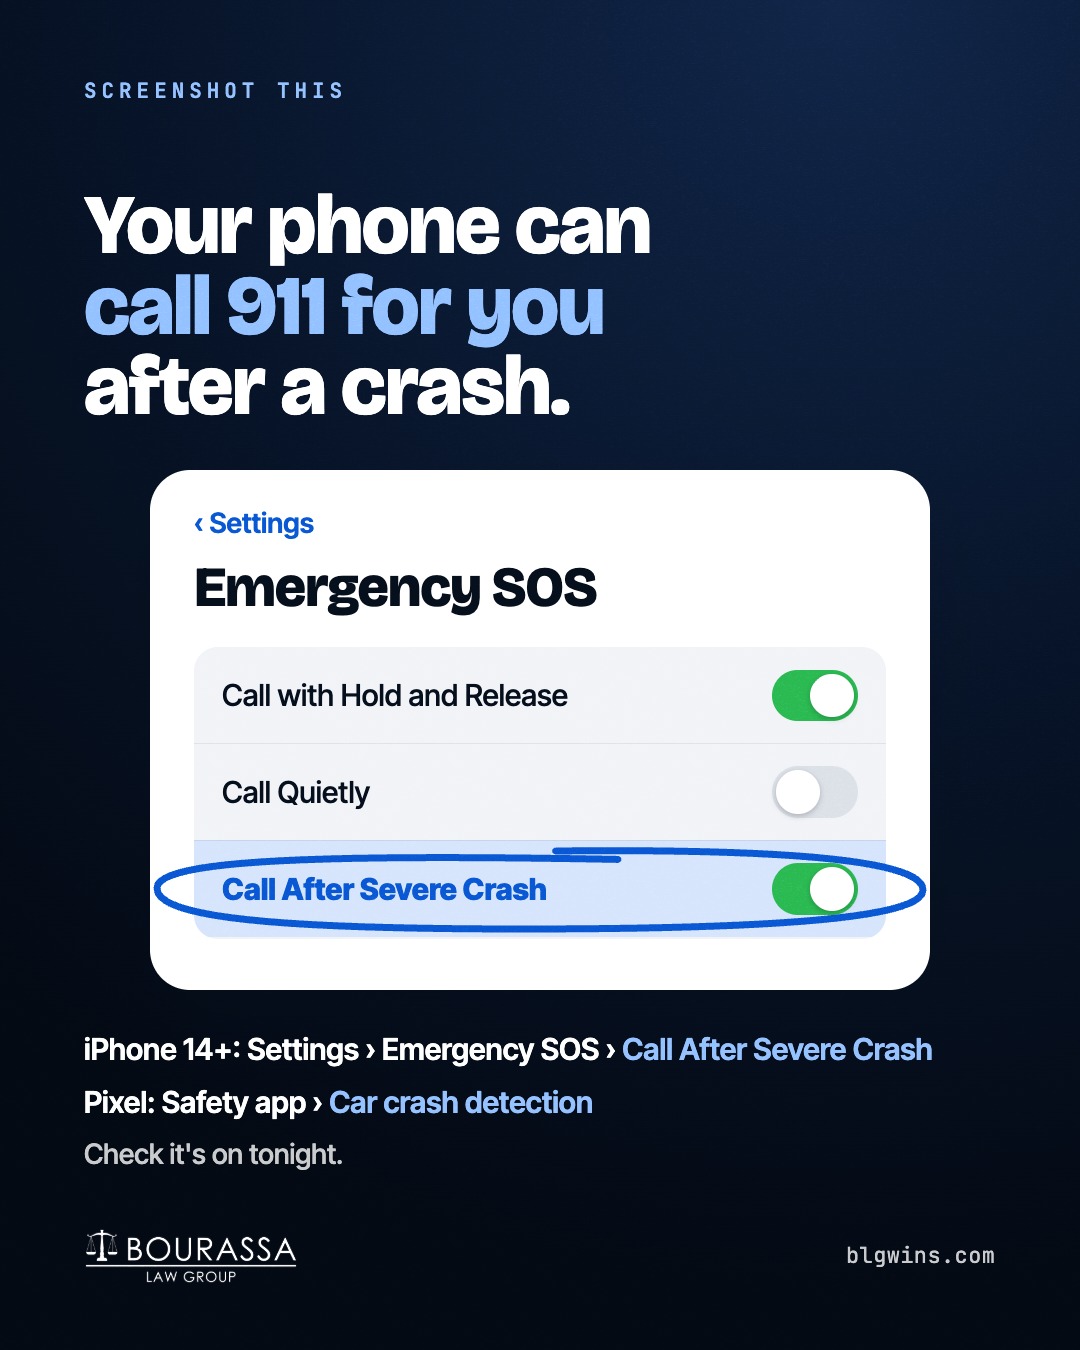 SCREENSHOT THIS
Your phone can
call 911 for you
after a crash.
‹ Settings
Emergency SOS
Call with Hold and Release
Call Quietly
Call After Severe Crash
iPhone 14+: Settings › Emergency SOS › Call After Severe Crash
Pixel: Safety app › Car crash detection
Check it's on tonight.
BOURASSA
LAW GROUP
blgwins.com